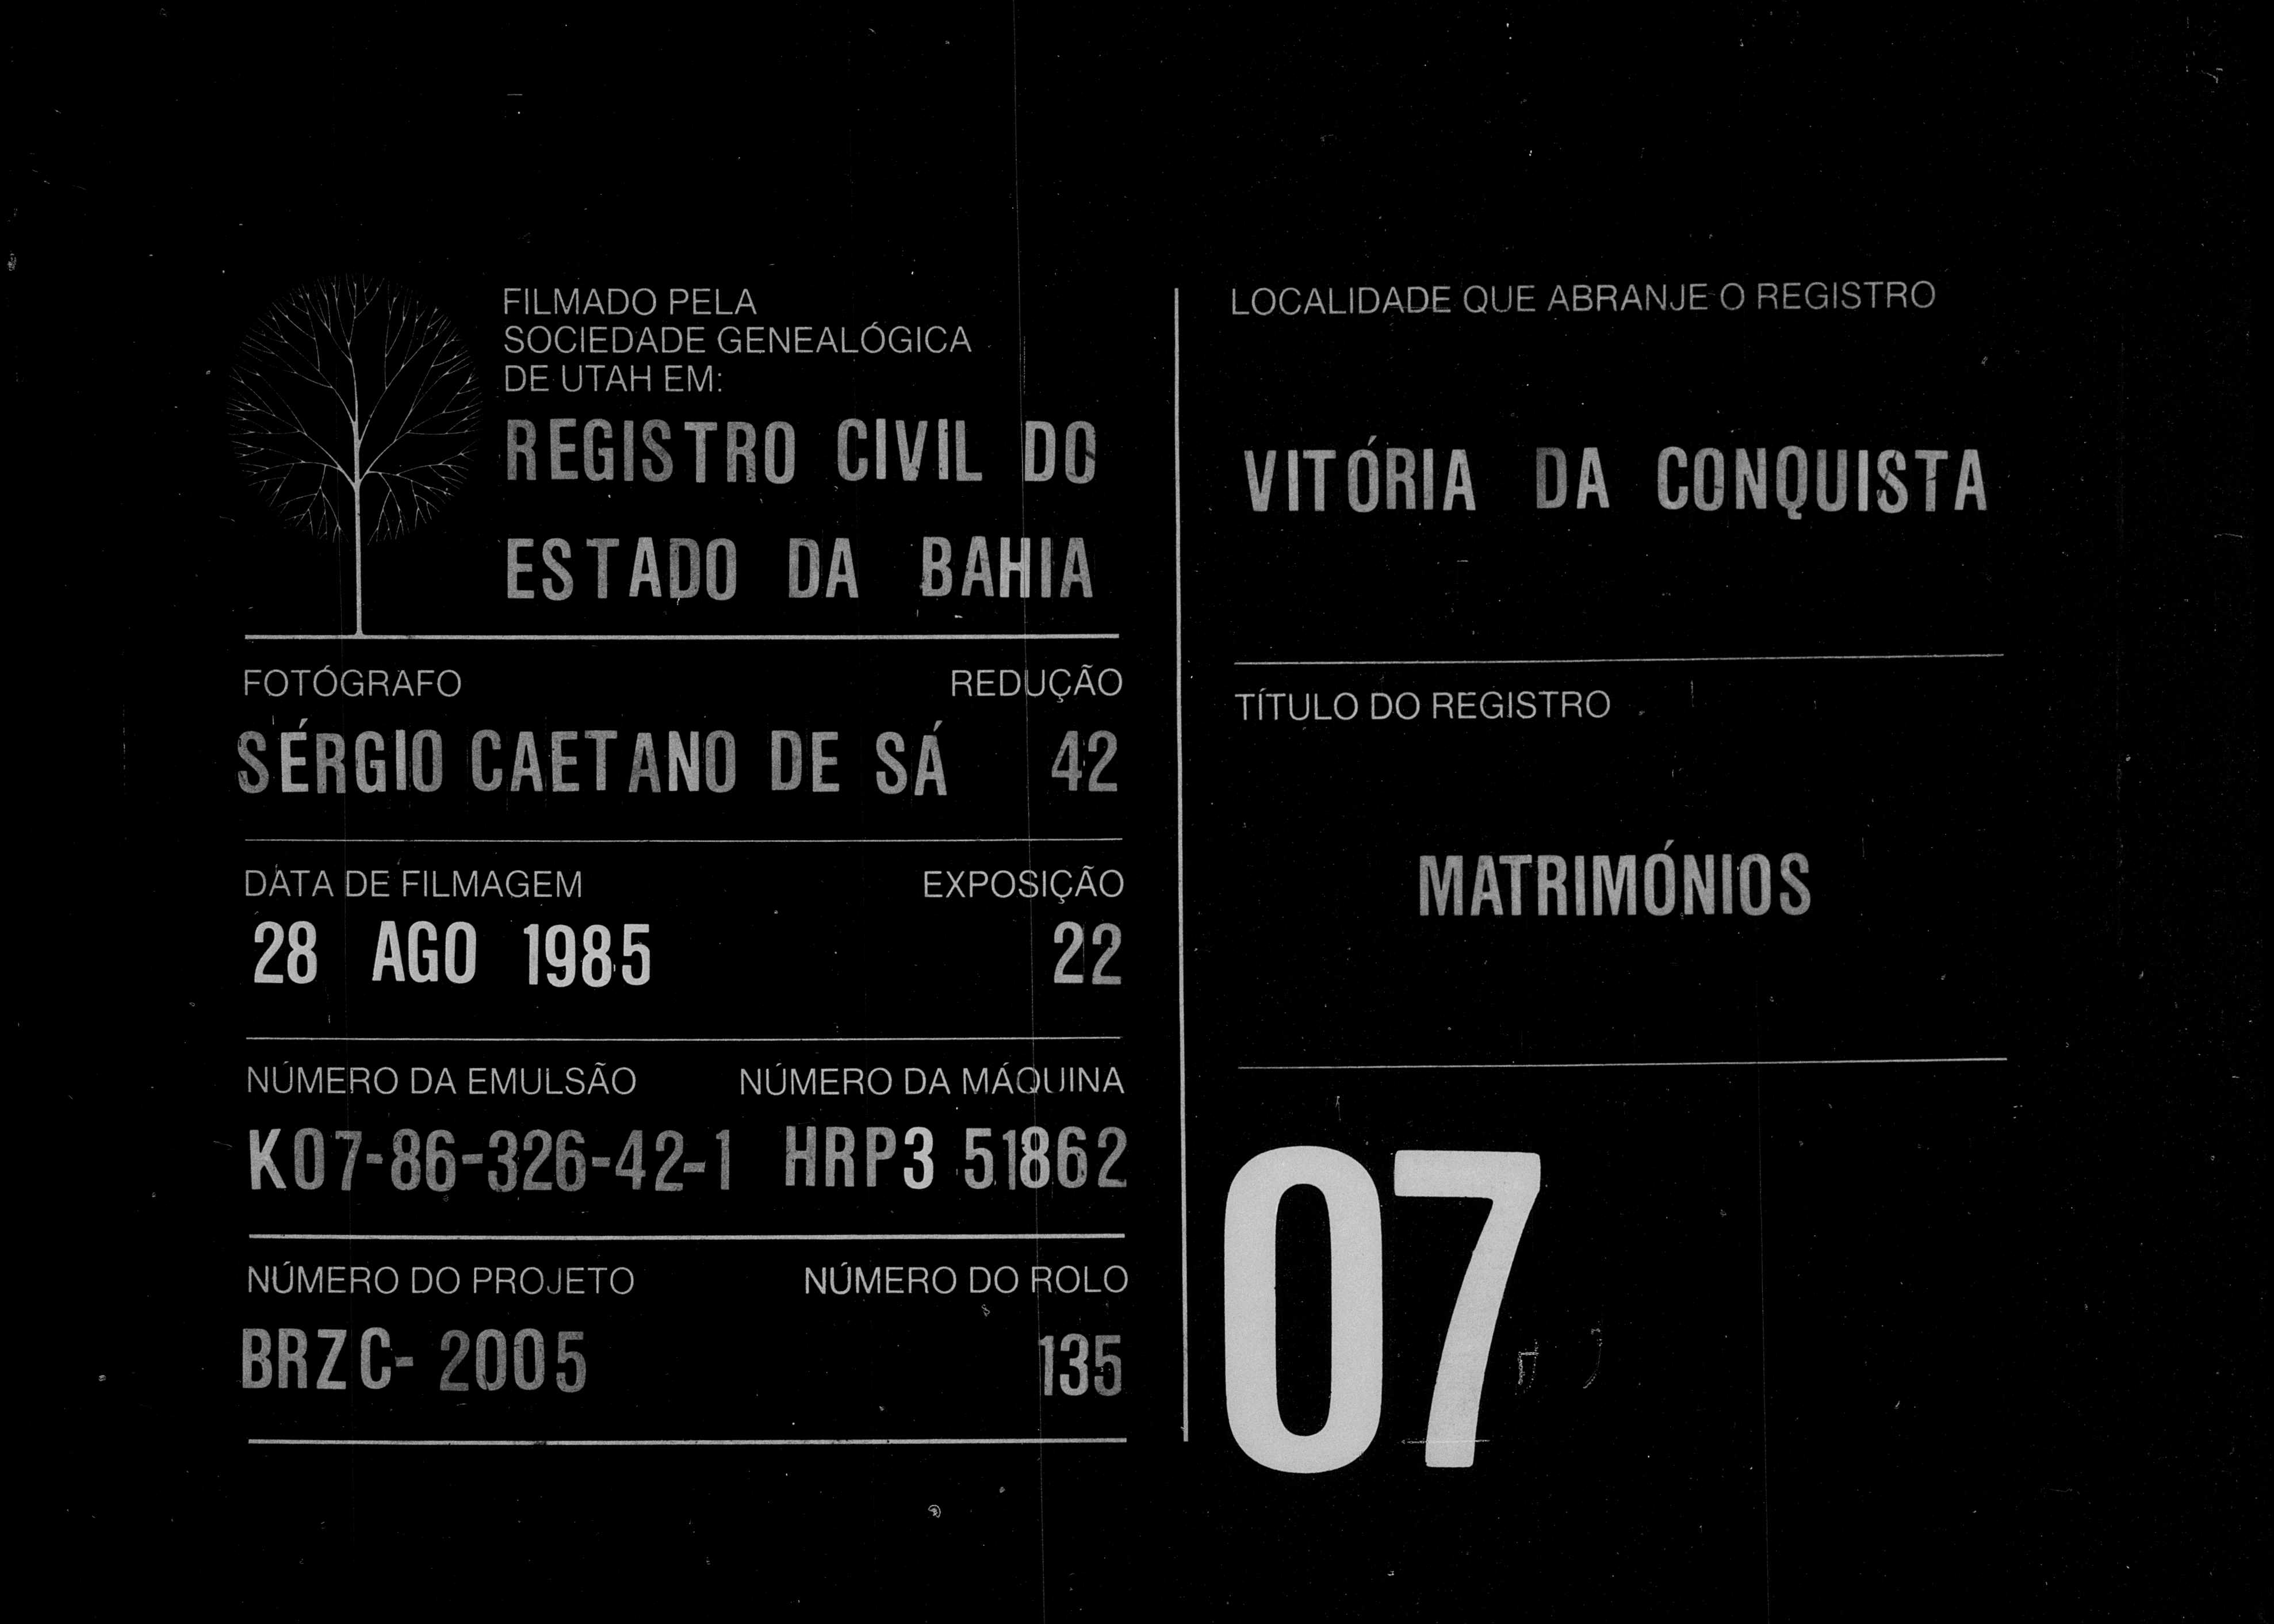 FILMADO PELA
SOCIEDADE GENEALÓGICA
DE UTAH EM:
REGISTRO CIVIL DO
ESTADO DA BAHIA
FOTÓGRAFO REDUÇÃO
SÉRGIO CAETANO DE SÁ 42
DATA DE FILMAGEM EXPOSIÇÃO
28 AGO 1985 22
NÚMERO DA EMULSÃO NÚMERO DA MÁQUINA
K07-86-326-42-1 HRP3 51862
NÚMERO DO PROJETO NÚMERO DO ROLO
BRZC-2005 135
LOCALIDADE QUE ABRANJE O REGISTRO
VITÓRIA DA CONQUISTA
TÍTULO DO REGISTRO
MATRIMÓNIOS
07